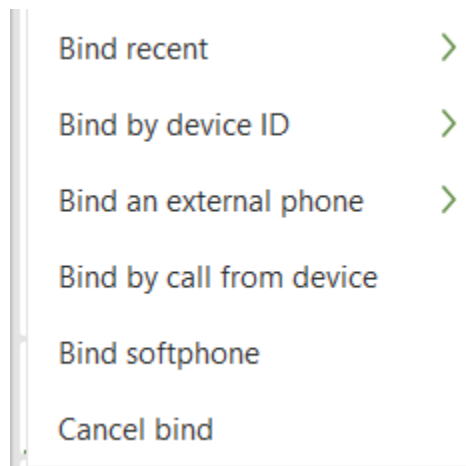 Bind recent
Bind by device ID
Bind an external phone
Bind by call from device
Bind softphone
Cancel bind